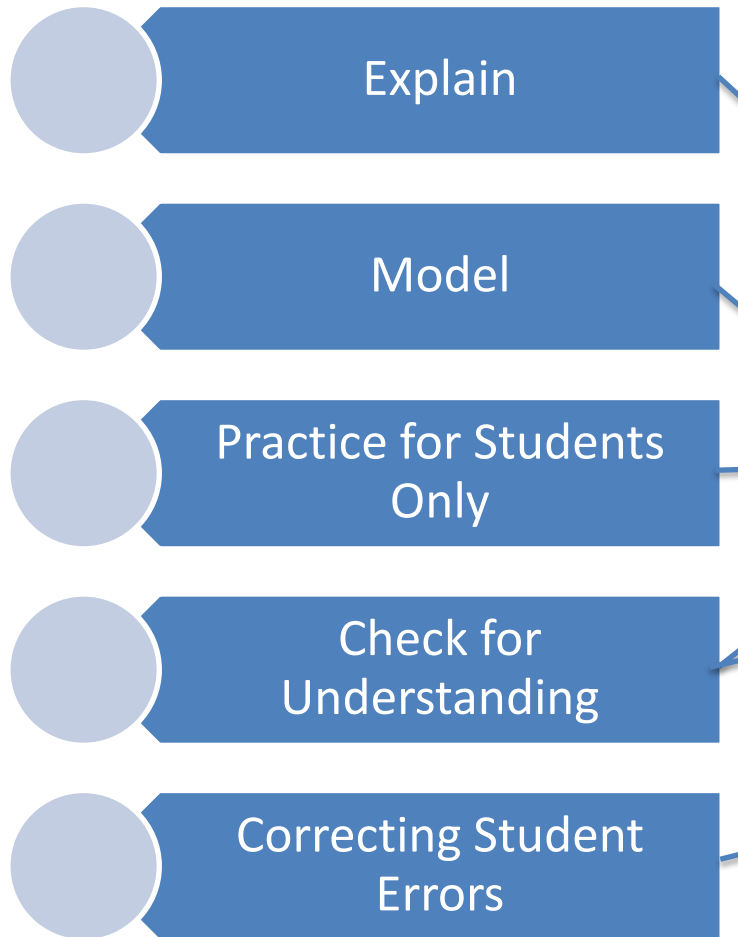 Explain
Model
Practice for Students
Only
Check for
Understanding
Correcting Student
Errors